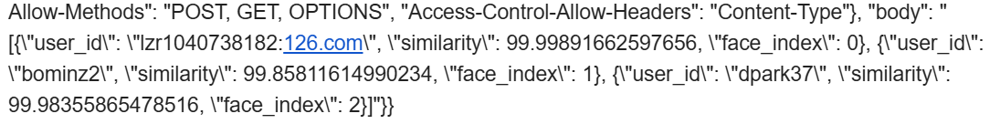 Allow-Methods": "POST, GET, OPTIONS", "Access-Control-Allow-Headers": "Content-Type"}, "body": "
[{\"user_id\": \"lzr1040738182:126.com\", \"similarity\": 99.99891662597656, \"face_index\": 0}, {\"user_id\":
\"bominz2\", \"similarity\": 99.85811614990234, \"face_index\": 1}, {\"user_id\": \"dpark37\", \"similarity\":
99.98355865478516, \"face_index\": 2}]"}}